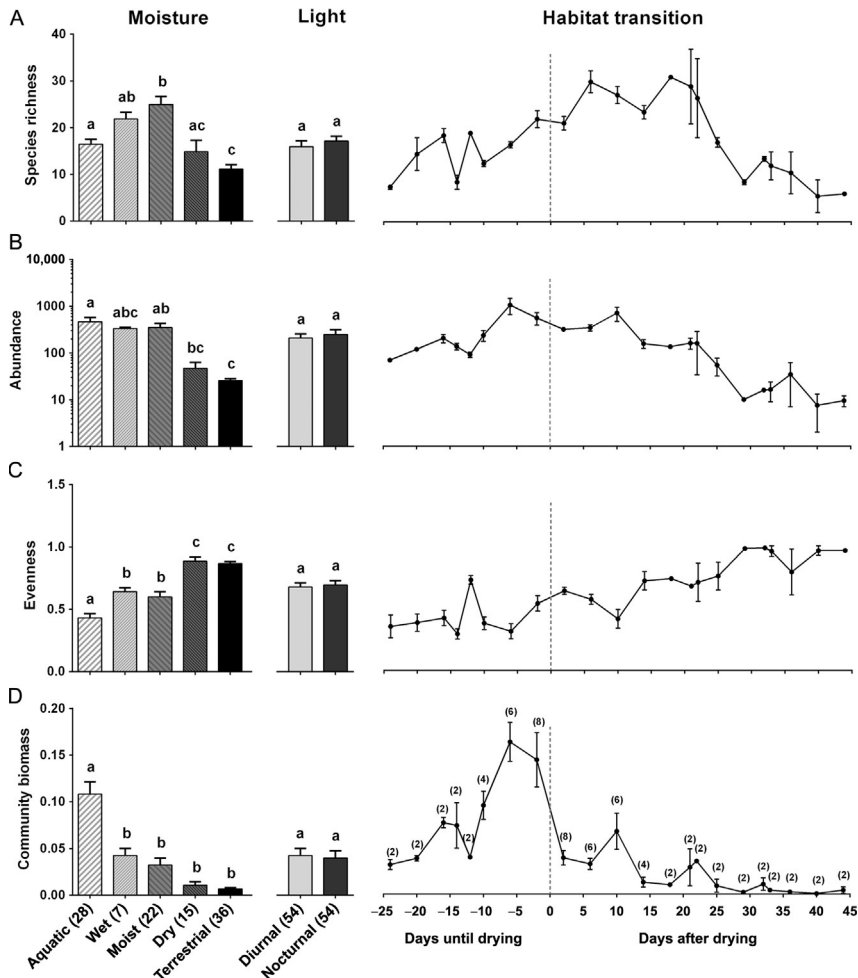 A
Moisture
Light
Habitat transition
Species richness
40
30
20
10
0
a
ab
b
ac
c
a
a
B
Abundance
10,000
1000
100
10
1
a
abc
ab
bc
c
a
a
C
Evenness
1.5
1.0
0.5
0.0
a
b
b
c
c
a
a
D
Community biomass
0.20
0.15
0.10
0.05
0.00
a
b
b
b
b
a
a
(2)
(2)
(2)
(2)
(2)
(4)
(6)
(8)
(8)
(6)
(8)
(4)
(2)
(2)
(2)
(2)
(2)
(2)
(2)
(2)
(2)
(2)
Aquatic (28)
Wet (7)
Moist (22)
Dry (15)
Terrestrial (36)
Diurnal (54)
Nocturnal (54)
−25 −20 −15 −10 −5 0 5 10 15 20 25 30 35 40 45
Days until drying
Days after drying